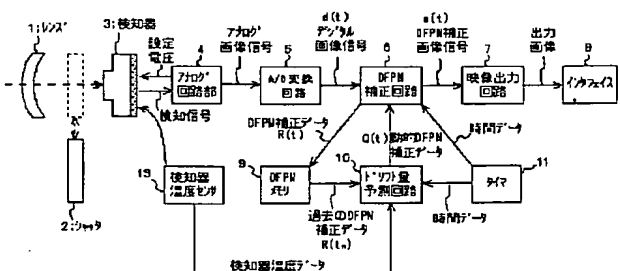 1:レンズ
3:検知器
設定
電圧
検知信号
4
アナログ
回路部
アナログ
画像信号
5
A/D変換
回路
d(t)
デジタル
画像信号
6
DFPN
補正回路
a(t)
DFPN補正
画像信号
7
映像出力
回路
出力
画像
8
インタフェイス
2:シャッタ
DFPN補正データ
R(t)
Q(t)動的DFPN
補正データ
時間データ
13
検知器
温度センサ
9
DFPN
メモリ
10
ドリフト量
予測回路
11
タイマ
過去のDFPN
補正データ
R(tn)
時間データ
検知器温度データ